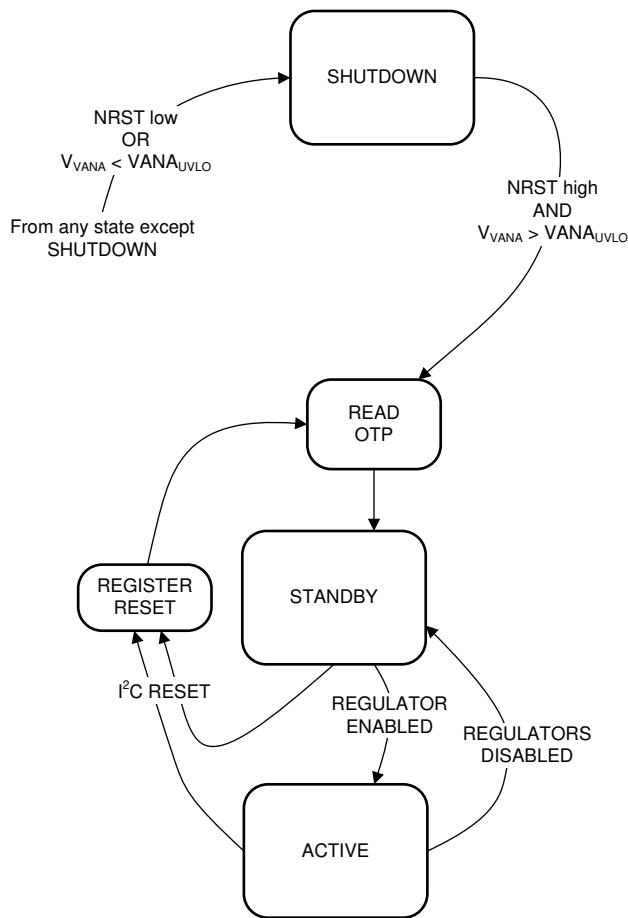 SHUTDOWN
NRST low
OR
V_VANA < VANA_UVLO
From any state except
SHUTDOWN
NRST high
AND
V_VANA > VANA_UVLO
READ
OTP
REGISTER
RESET
STANDBY
I²C RESET
REGULATOR
ENABLED
REGULATORS
DISABLED
ACTIVE